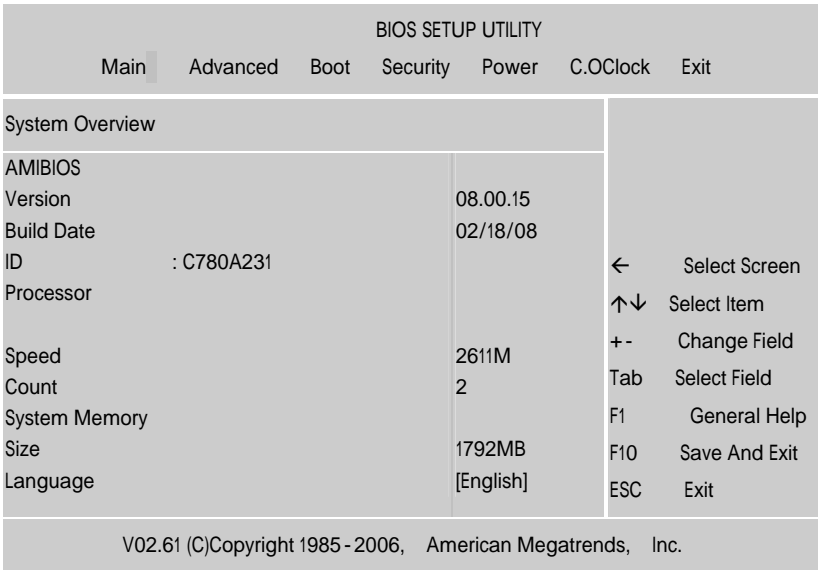 BIOS SETUP UTILITY
Main Advanced Boot Security Power C.OClock Exit
System Overview
AMIBIOS
Version 08.00.15
Build Date 02/18/08
ID : C780A231
Processor
Speed 2611M
Count 2
System Memory
Size 1792MB
Language [English]
← Select Screen
↑↓ Select Item
+- Change Field
Tab Select Field
F1 General Help
F10 Save And Exit
ESC Exit
V02.61 (C)Copyright 1985-2006, American Megatrends, Inc.